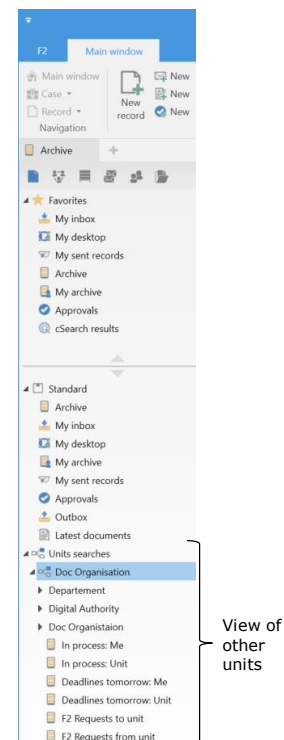 F2 Main window
Main window New
Case New
Record New record New
Navigation
Archive +
Favorites
My inbox
My desktop
My sent records
Archive
My archive
Approvals
cSearch results
Standard
Archive
My inbox
My desktop
My archive
My sent records
Approvals
Outbox
Latest documents
Units searches
Doc Organisation
Departement
Digital Authority
Doc Organistaion
In process: Me
In process: Unit
Deadlines tomorrow: Me
Deadlines tomorrow: Unit
F2 Requests to unit
F2 Requests from unit
View of
other
units